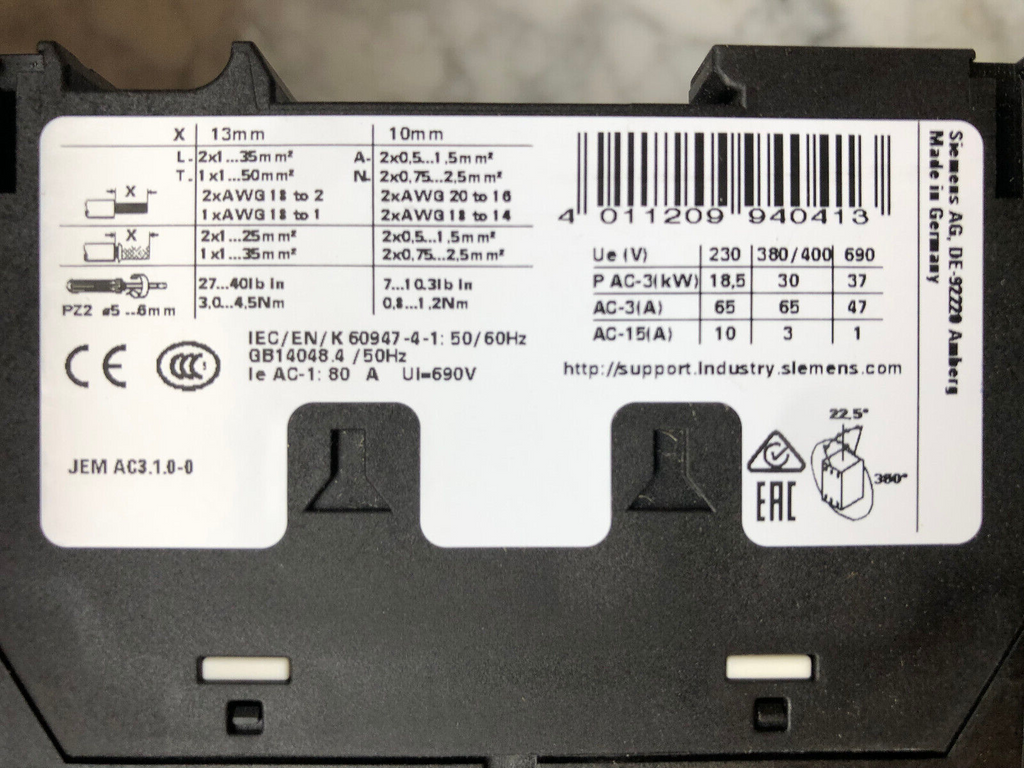 X 13mm 10mm
L- 2x1...35mm² A- 2x0,5...1,5mm²
T- 1x1...50mm² N- 2x0,75...2,5mm²
X 2xAWG 18 to 2 2xAWG 20 to 16
1xAWG 18 to 1 2xAWG 18 to 14
X 2x1...25mm² 2x0,5...1,5mm²
1x1...35mm² 2x0,75...2,5mm²
27...40lb In 7...10.3lb In
PZ2 ø5...6mm 3,0...4,5Nm 0,8...1,2Nm
CE CCC
IEC/EN/K 60947-4-1: 50/60Hz
GB14048.4 /50Hz
Ie AC-1: 80 A UI=690V
JEM AC3.1.0-0
4 011209 940413
Ue (V) 230 380/400 690
P AC-3(kW) 18,5 30 37
AC-3(A) 65 65 47
AC-15(A) 10 3 1
http://support.Industry.sIemens.com
22.5°
360°
EAC
Siemens AG, DE-92220 Amberg
Made in Germany